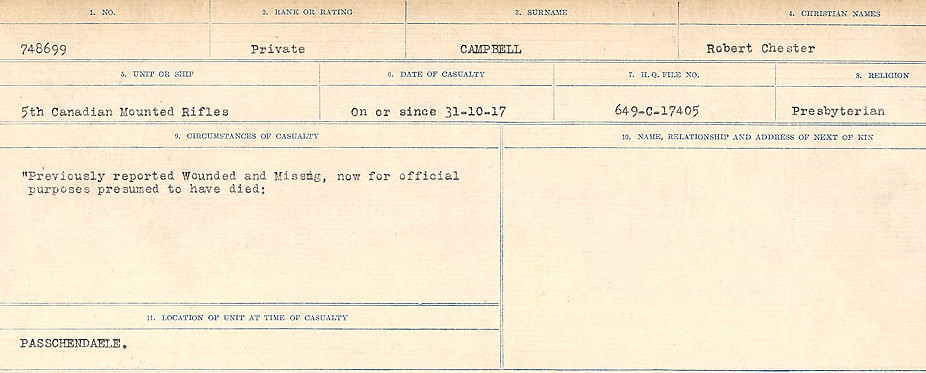 1. NO. 2. RANK OR RATING 3. SURNAME 4. CHRISTIAN NAMES
748699 Private CAMPBELL Robert Chester
5. UNIT OR SHIP 6. DATE OF CASUALTY 7. H.Q. FILE NO. 8. RELIGION
5th Canadian Mounted Rifles On or since 31-10-17 649-C-17405 Presbyterian
9. CIRCUMSTANCES OF CASUALTY
"Previously reported Wounded and Missng, now for official
purposes presumed to have died:
10. NAME, RELATIONSHIP AND ADDRESS OF NEXT OF KIN
11. LOCATION OF UNIT AT TIME OF CASUALTY
PASSCHENDAELE.